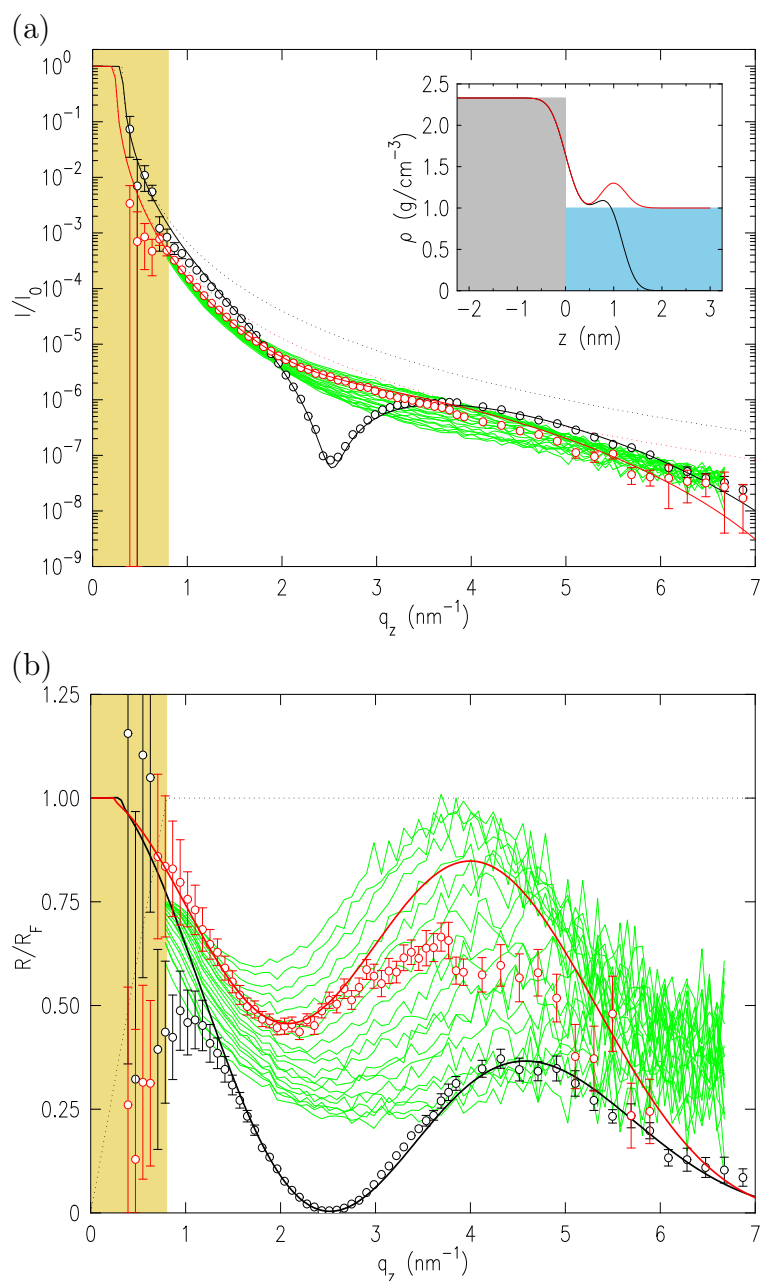 (a)
10⁰
10⁻¹
10⁻²
10⁻³
10⁻⁴
10⁻⁵
10⁻⁶
10⁻⁷
10⁻⁸
10⁻⁹
I/I₀
0 1 2 3 4 5 6 7
q_z (nm⁻¹)
2.5
2.0
1.5
1.0
0.5
0
ρ (g/cm⁻³)
−2 −1 0 1 2 3
z (nm)
(b)
1.25
1.00
0.75
0.50
0.25
0
R/R_F
0 1 2 3 4 5 6 7
q_z (nm⁻¹)